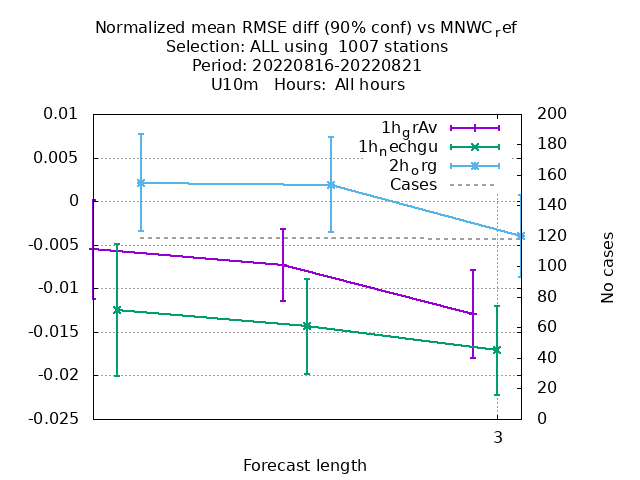 Normalized mean RMSE diff (90% conf) vs MNWC_ref
Selection: ALL using  1007 stations
Period: 20220816-20220821
U10m   Hours:  All hours
0.01
0.005
0
-0.005
-0.01
-0.015
-0.02
-0.025
200
180
160
140
120
100
80
60
40
20
0
1h_grAv
1h_nechgu
2h_org
Cases
No cases
3
Forecast length